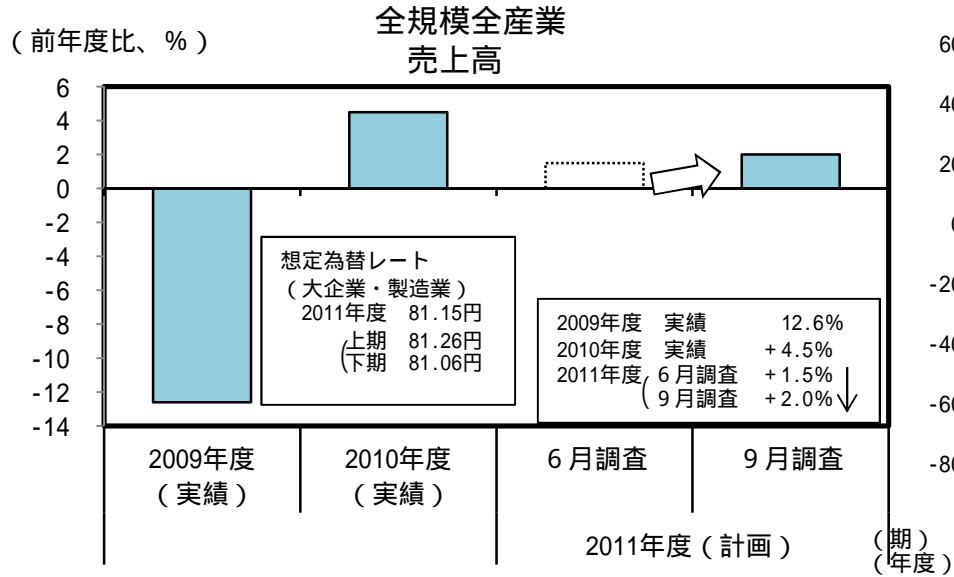 全規模全産業
売上高
(前年度比、%)
6
4
2
0
-2
-4
-6
-8
-10
-12
-14
想定為替レート
(大企業・製造業)
2011年度 81.15円
(上期 81.26円
下期 81.06円
2009年度 実績 12.6%
2010年度 実績 +4.5%
2011年度(6月調査 +1.5%
9月調査 +2.0%
2009年度
(実績)
2010年度
(実績)
6月調査
9月調査
2011年度(計画)
(期)
(年度)
40
20
-20
-40
-60